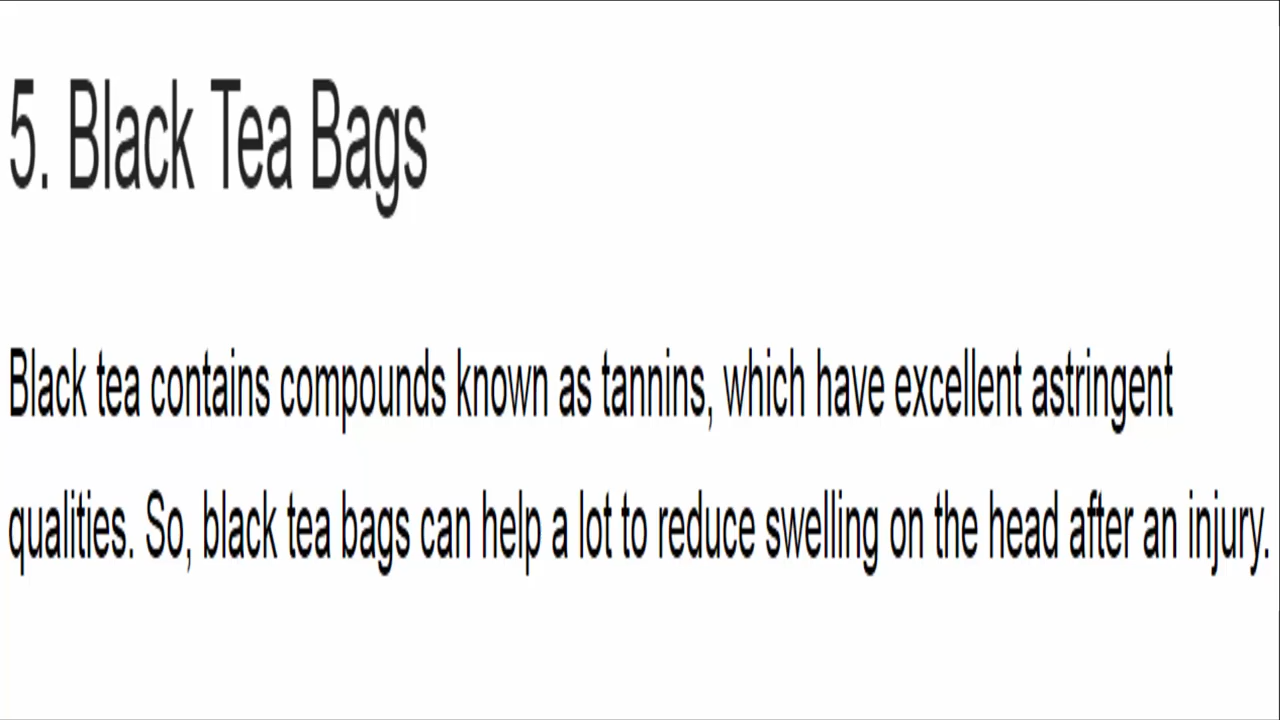 5. Black Tea Bags
Black tea contains compounds known as tannins, which have excellent astringent
qualities. So, black tea bags can help a lot to reduce swelling on the head after an injury.